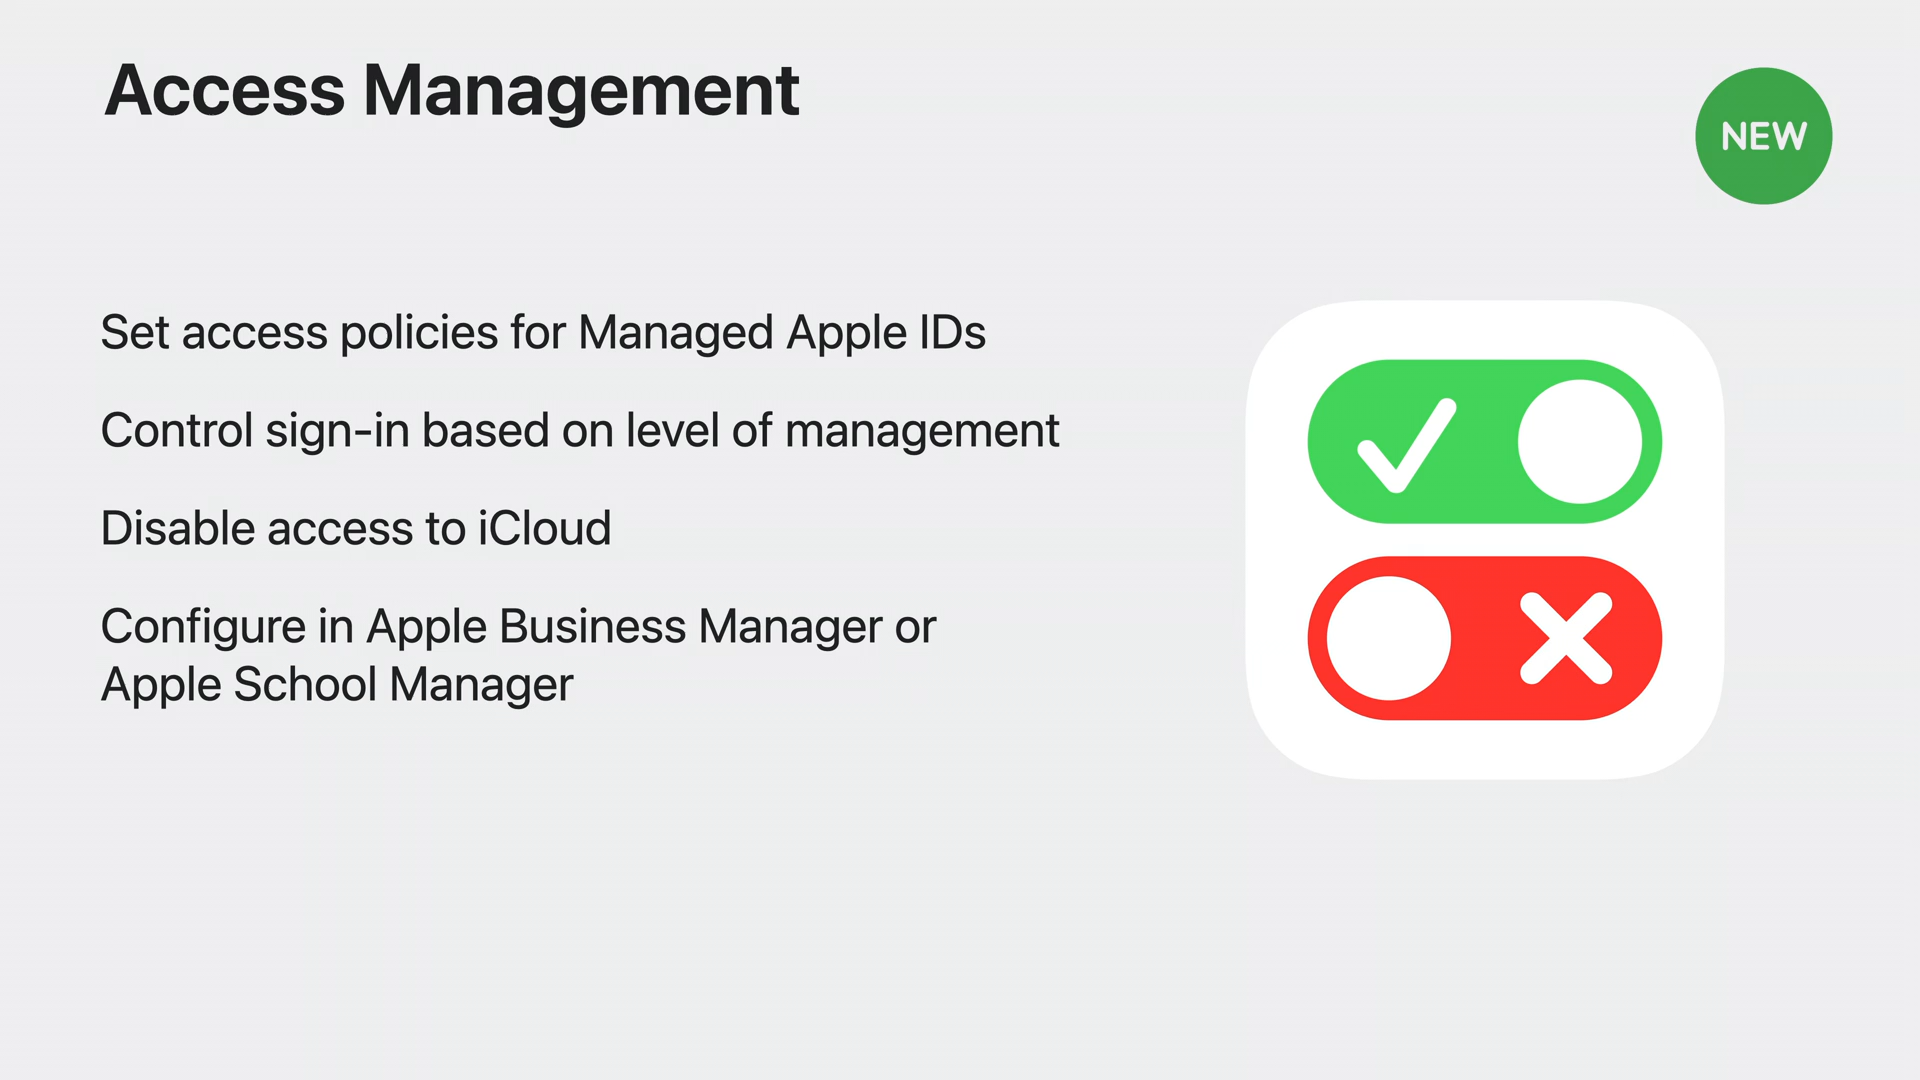 Access Management
NEW
Set access policies for Managed Apple IDs
Control sign-in based on level of management
Disable access to iCloud
Configure in Apple Business Manager or
Apple School Manager